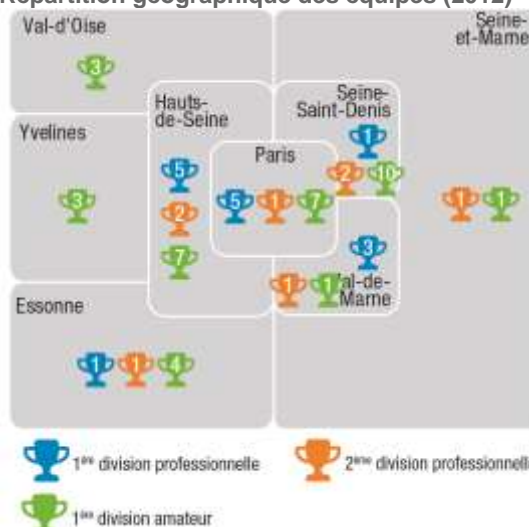 Répartition géographique des équipes (2012)
Val-d'Oise
Seine-
et-Marne
3
Hauts-
de-Seine
Seine-
Saint-Denis
Yvelines
1
Paris
5
2 10
3
5 1 7
1 1
2
7
3
1 1
Val-de-
Marne
Essonne
1 1 4
1ère division professionnelle
2ème division professionnelle
1ère division amateur